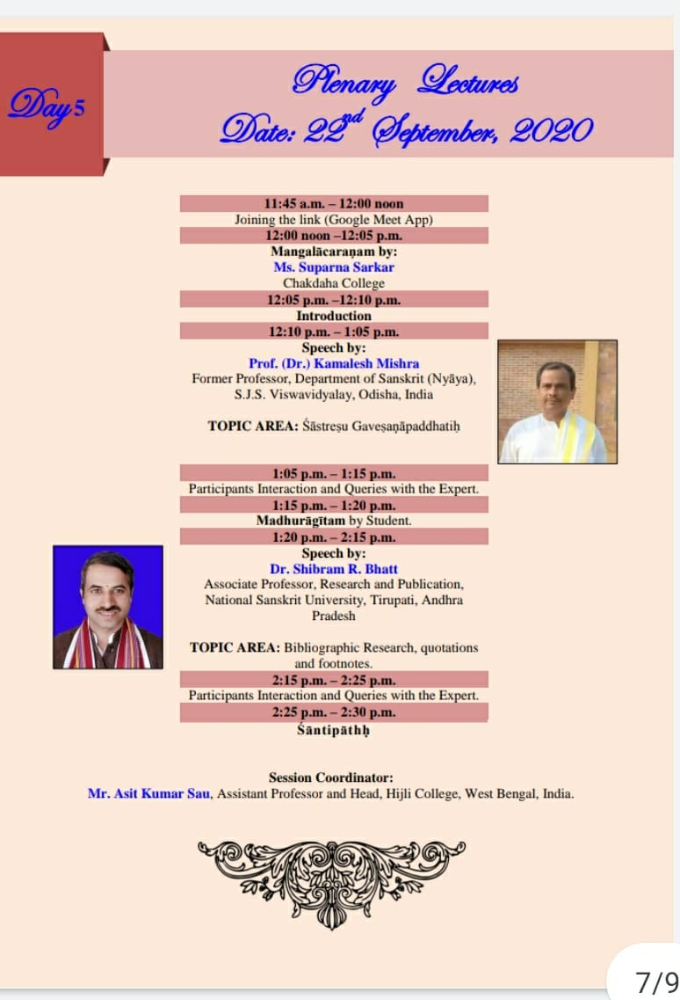 Day 5
Plenary Lectures
Date: 22nd September, 2020
11:45 a.m. – 12:00 noon
Joining the link (Google Meet App)
12:00 noon –12:05 p.m.
Mangalācaraṇam by:
Ms. Suparna Sarkar
Chakdaha College
12:05 p.m. –12:10 p.m.
Introduction
12:10 p.m. – 1:05 p.m.
Speech by:
Prof. (Dr.) Kamalesh Mishra
Former Professor, Department of Sanskrit (Nyāya),
S.J.S. Viswavidyalay, Odisha, India
TOPIC AREA: Śāstreṣu Gaveṣaṇāpaddhatiḥ
1:05 p.m. – 1:15 p.m.
Participants Interaction and Queries with the Expert.
1:15 p.m. – 1:20 p.m.
Madhurāgītam by Student.
1:20 p.m. – 2:15 p.m.
Speech by:
Dr. Shibram R. Bhatt
Associate Professor, Research and Publication,
National Sanskrit University, Tirupati, Andhra
Pradesh
TOPIC AREA: Bibliographic Research, quotations
and footnotes.
2:15 p.m. – 2:25 p.m.
Participants Interaction and Queries with the Expert.
2:25 p.m. – 2:30 p.m.
Śāntipāthḥ
Session Coordinator:
Mr. Asit Kumar Sau, Assistant Professor and Head, Hijli College, West Bengal, India.
7/9